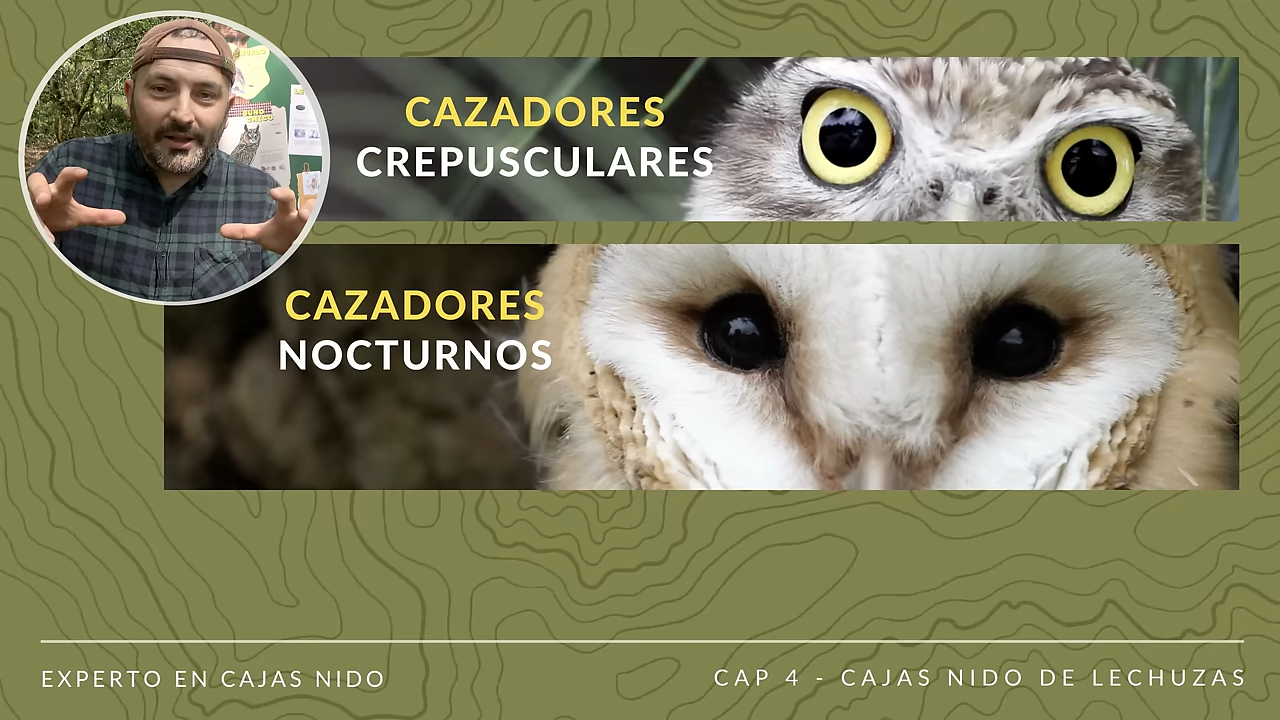 CAZADORES
CREPUSCULARES
CAZADORES
NOCTURNOS
EXPERTO EN CAJAS NIDO
CAP 4 - CAJAS NIDO DE LECHUZAS